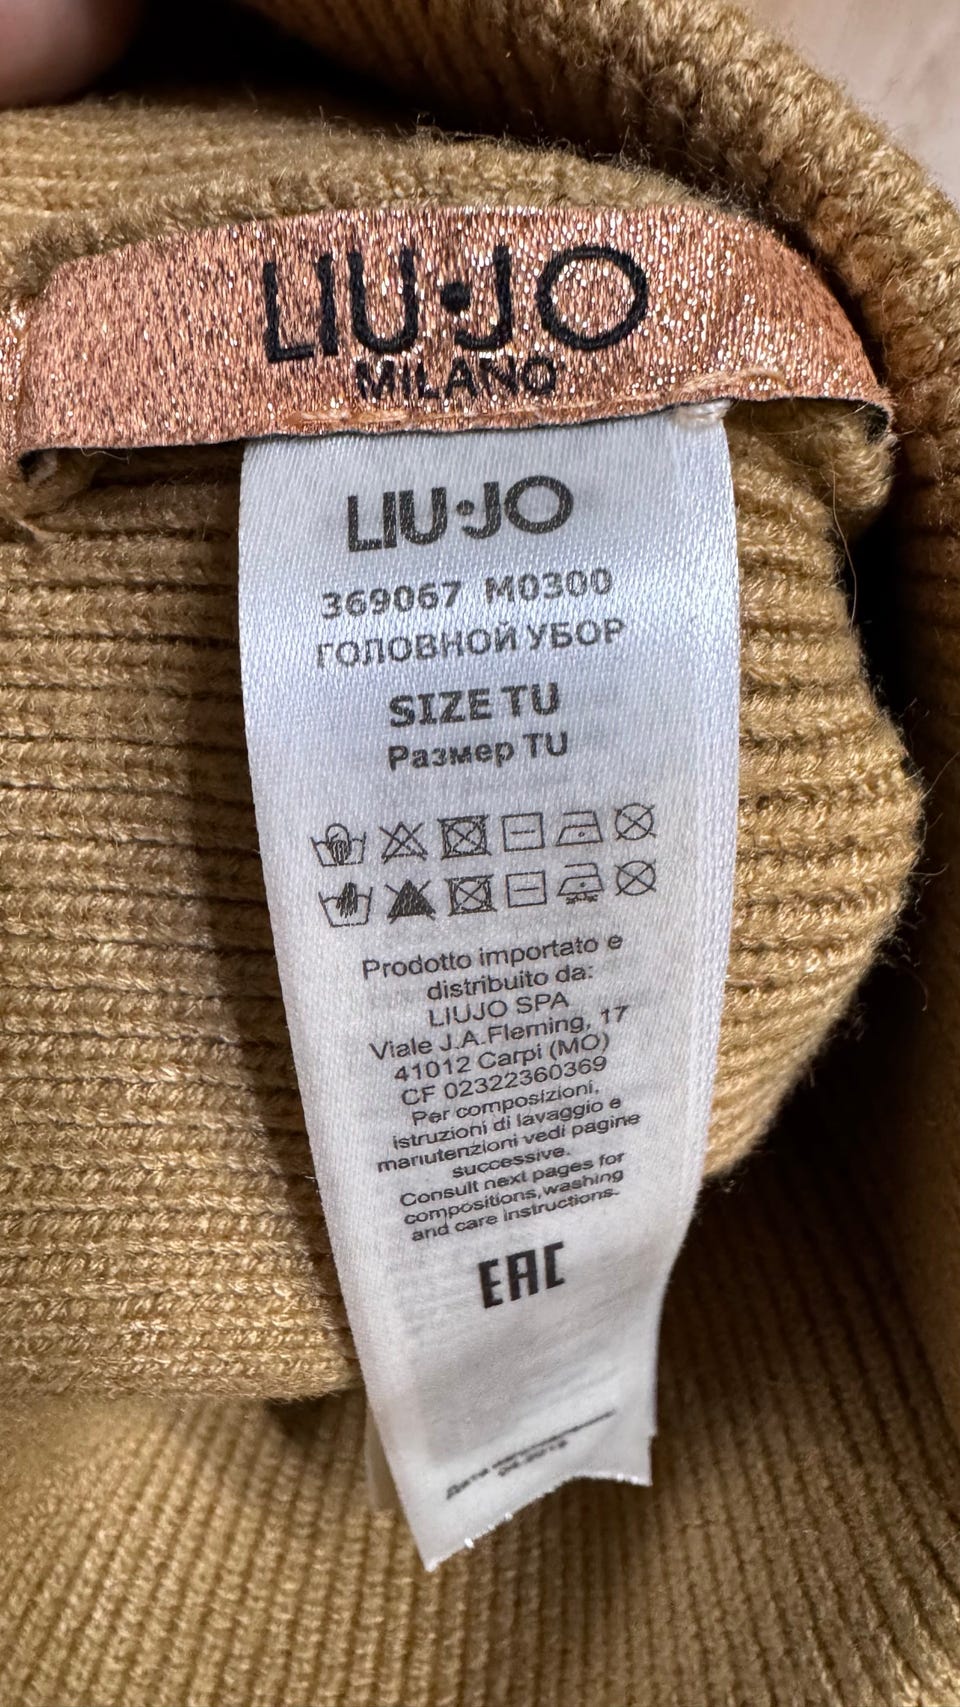 LIU·JO
MILANO
LIU·JO
369067 M0300
ГОЛОВНОЙ УБОР
SIZE TU
Размер TU
Prodotto importato e
distribuito da:
LIUJO SPA
Viale J.A.Fleming, 17
41012 Carpi (MO)
CF 02322360369
Per composizioni,
istruzioni di lavaggio e
manutenzioni vedi pagine
successive.
Consult next pages for
compositions,washing
and care instructions.
EAC
Дата изготовления